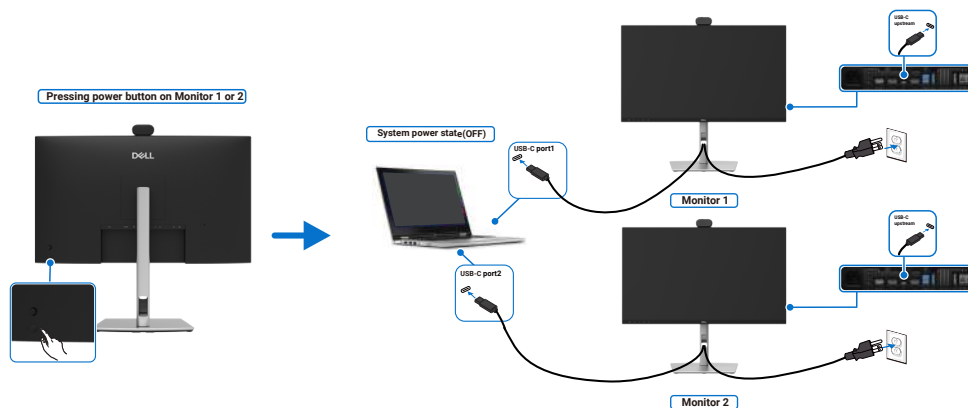 Pressing power button on Monitor 1 or 2
DELL
System power state(OFF)
USB-C port1
USB-C
upstream
Monitor 1
USB-C port2
USB-C
upstream
Monitor 2